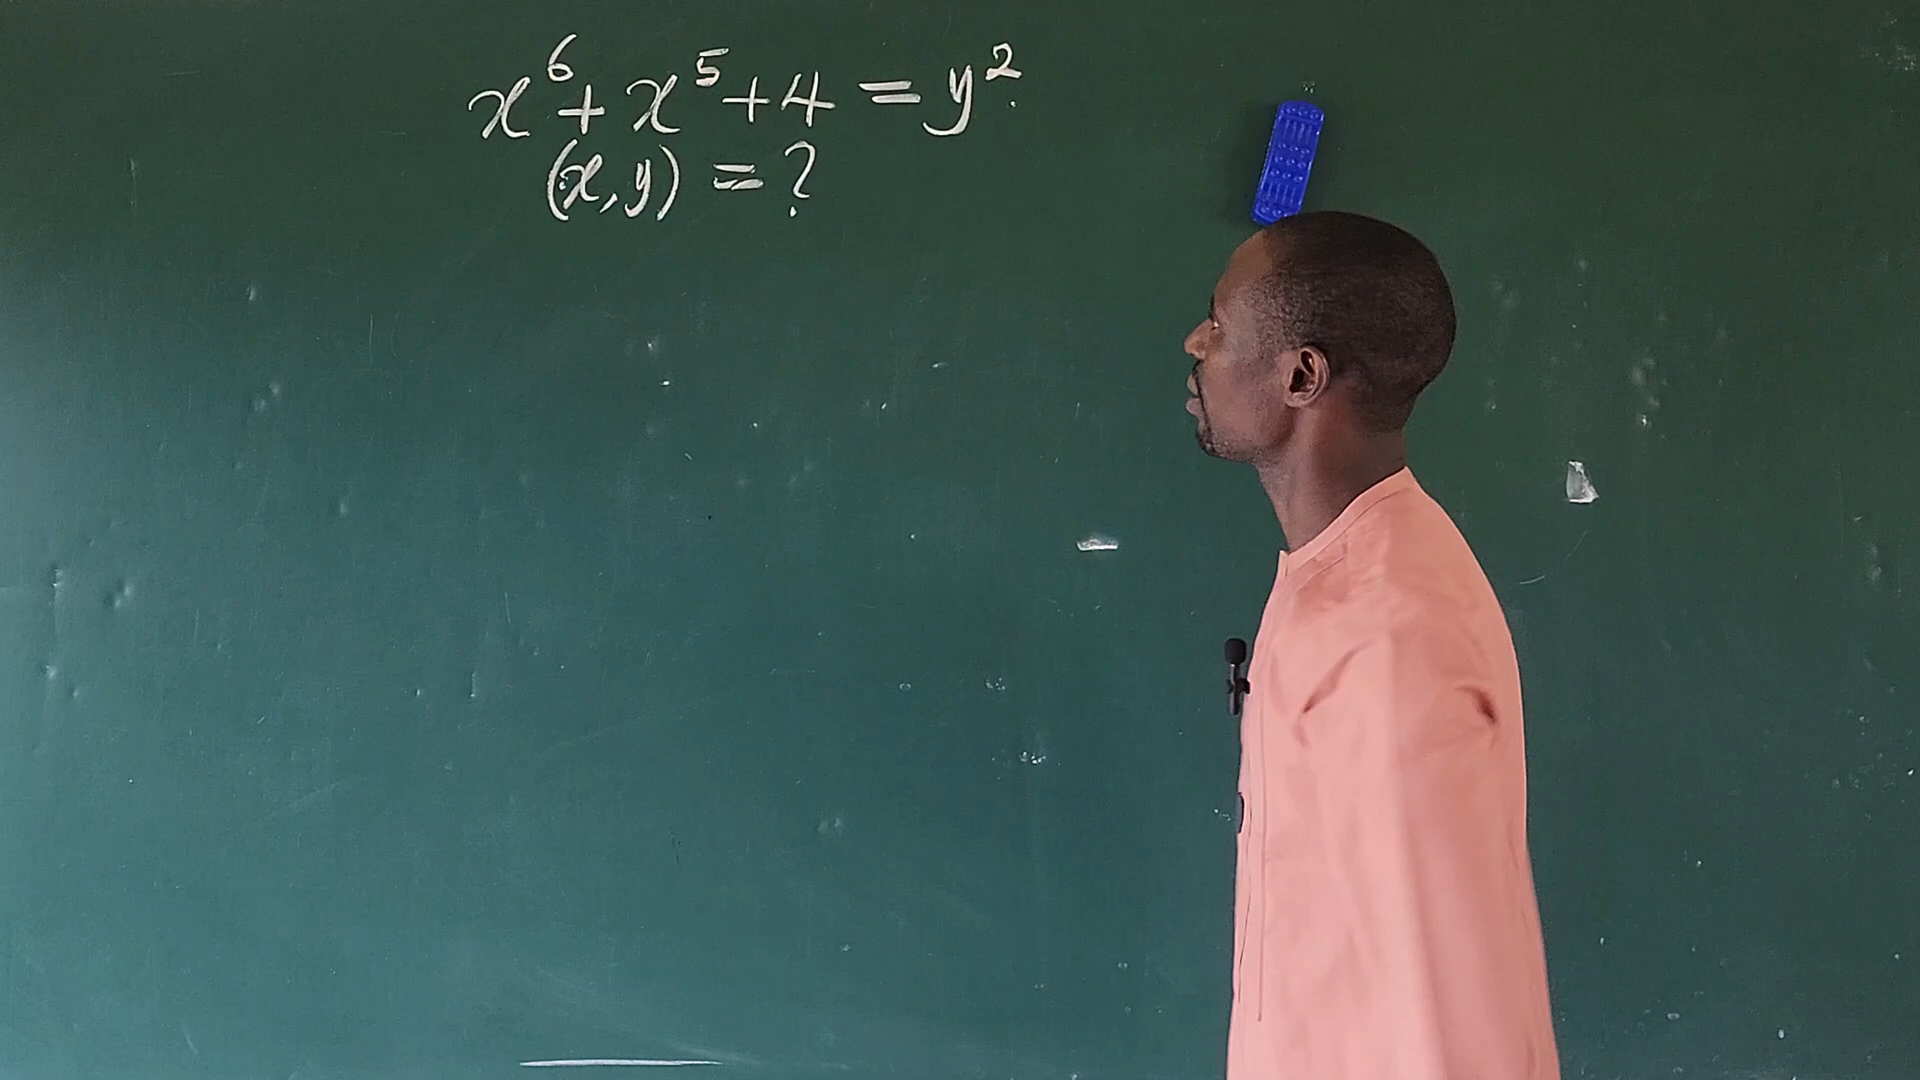 x⁶ + x⁵ + 4 = y²
(x, y) = ?